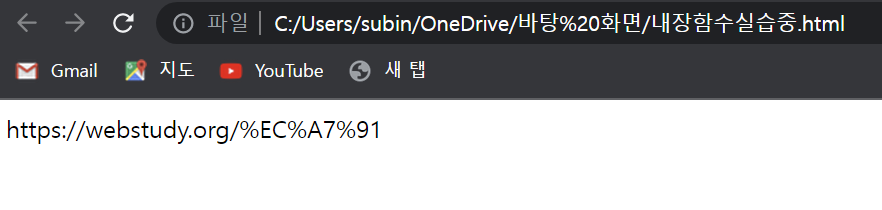 파일 C:/Users/subin/OneDrive/바탕%20화면/내장함수실습중.html
Gmail 지도 YouTube 새 탭
https://webstudy.org/%EC%A7%91